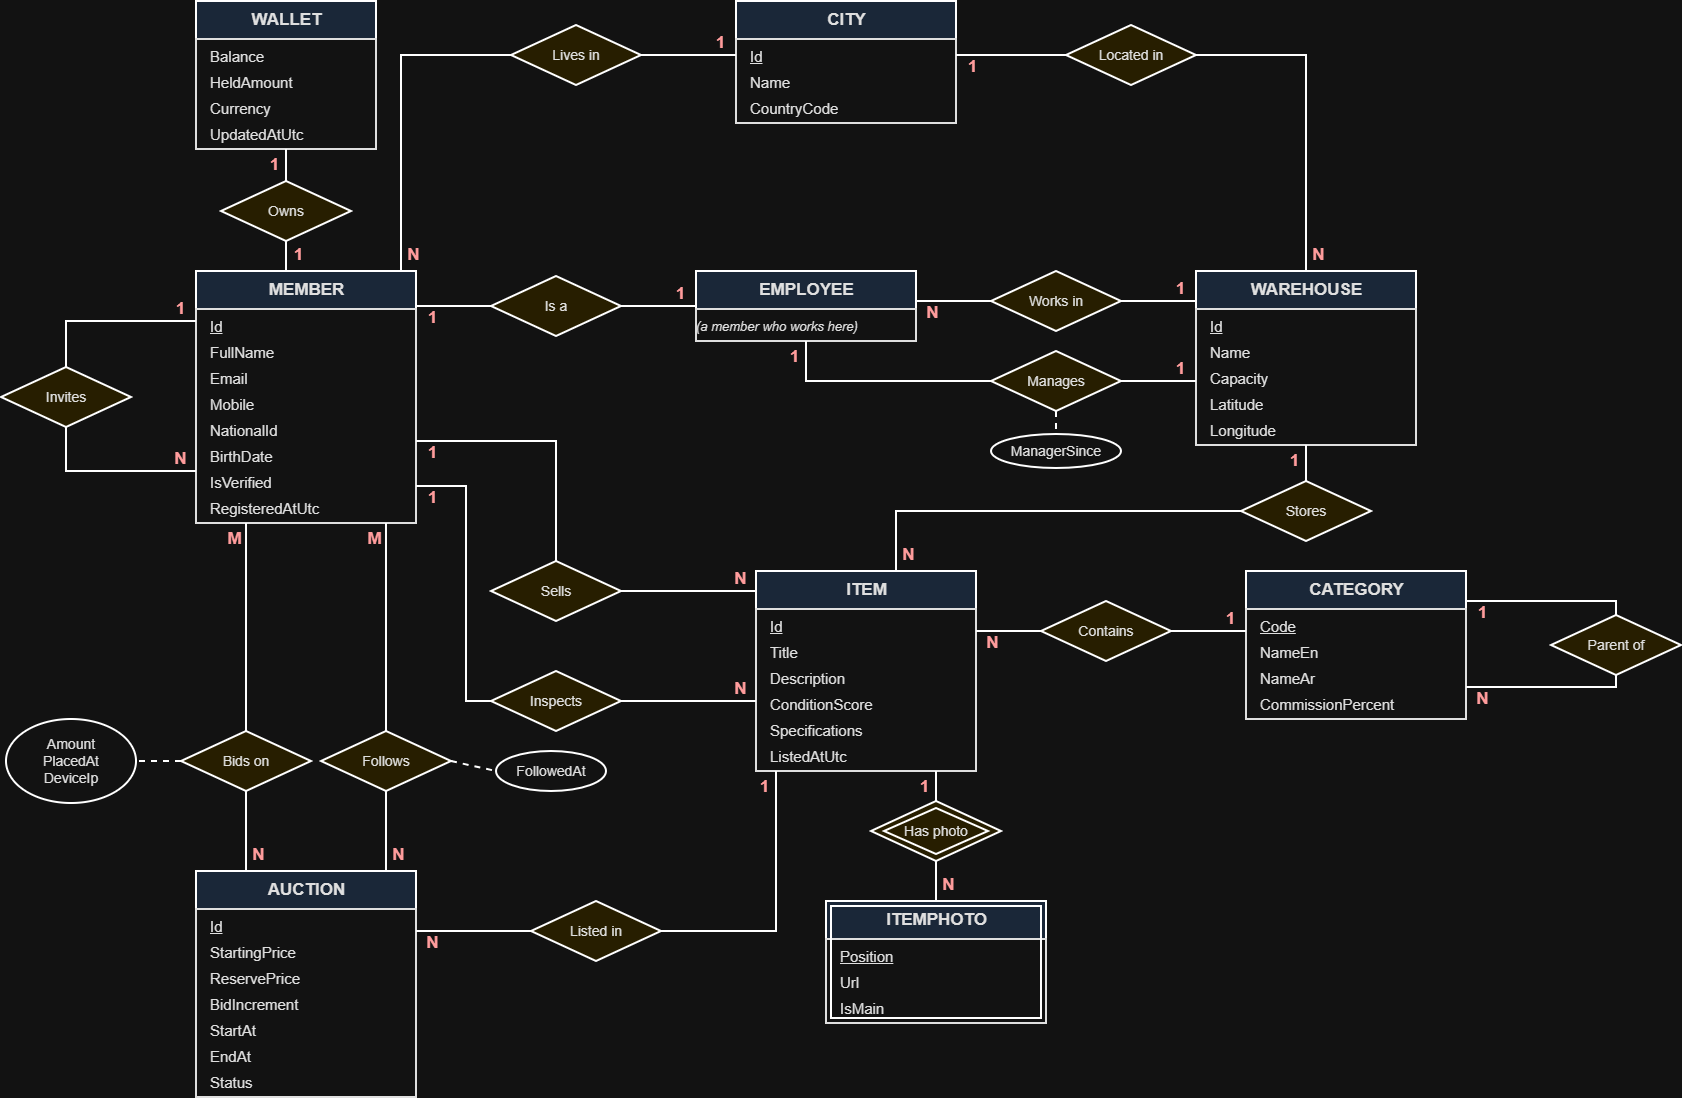 WALLET
Balance
HeldAmount
Currency
UpdatedAtUtc
1
Owns
1
Lives in
1
N
CITY
Id
Name
CountryCode
1
Located in
N
MEMBER
Id
FullName
Email
Mobile
NationalId
BirthDate
IsVerified
RegisteredAtUtc
1
Invites
N
1
Is a
1
EMPLOYEE
(a member who works here)
N
Works in
1
1
Manages
1
ManagerSince
WAREHOUSE
Id
Name
Capacity
Latitude
Longitude
1
Stores
N
1
Sells
N
1
Inspects
N
ITEM
Id
Title
Description
ConditionScore
Specifications
ListedAtUtc
N
Contains
1
CATEGORY
Code
NameEn
NameAr
CommissionPercent
1
Parent of
N
M
Bids on
N
Amount
PlacedAt
DeviceIp
M
Follows
N
FollowedAt
1
Has photo
N
1
Listed in
N
AUCTION
Id
StartingPrice
ReservePrice
BidIncrement
StartAt
EndAt
Status
ITEMPHOTO
Position
Url
IsMain